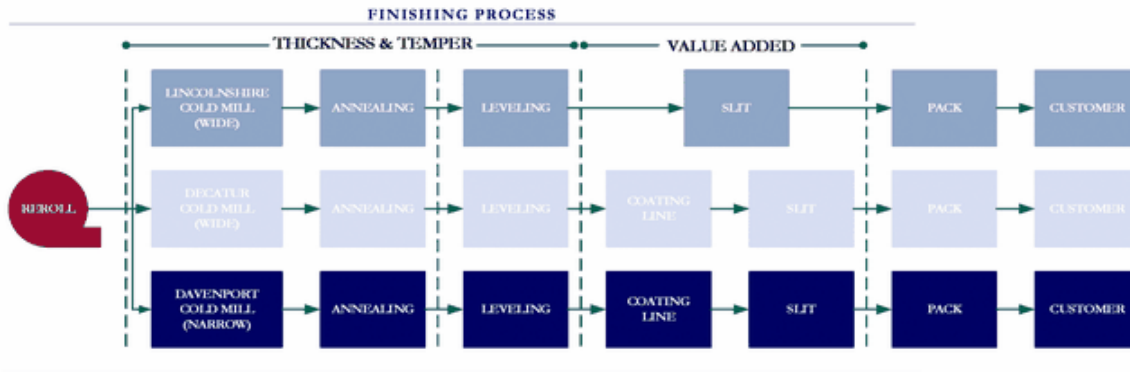 FINISHING PROCESS
THICKNESS & TEMPER
VALUE ADDED
LINCOLNSHIRE
COLD MILL
(WIDE)
ANNEALING
LEVELING
SLIT
PACK
CUSTOMER
REROLL
DECATUR
COLD MILL
(WIDE)
ANNEALING
LEVELING
COATING
LINE
SLIT
PACK
CUSTOMER
DAVENPORT
COLD MILL
(NARROW)
ANNEALING
LEVELING
COATING
LINE
SLIT
PACK
CUSTOMER